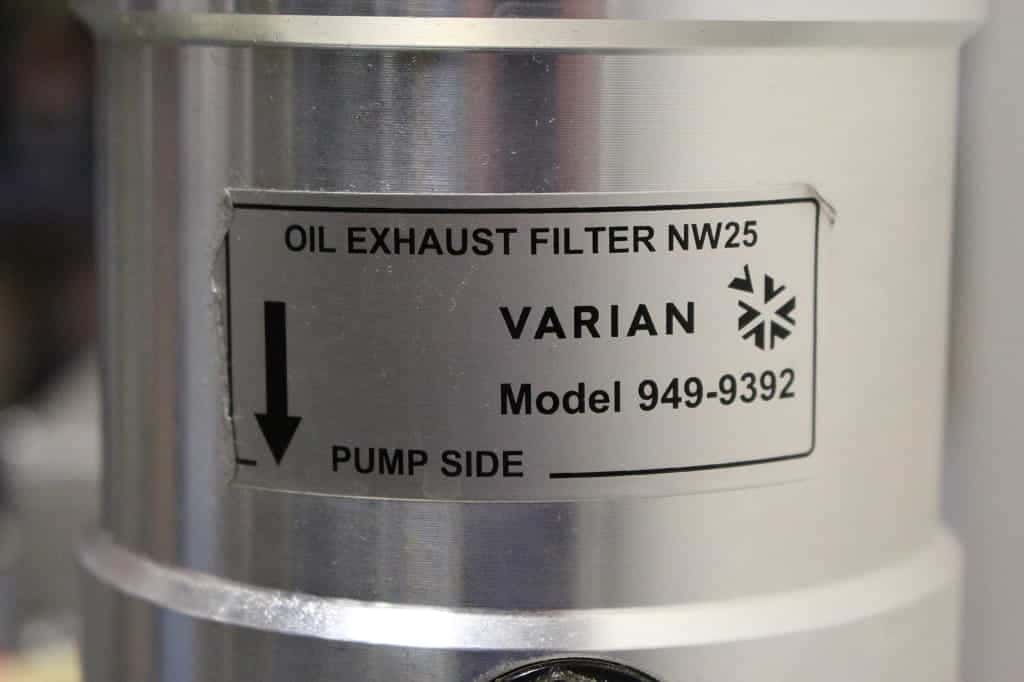 OIL EXHAUST FILTER NW25
VARIAN
Model 949-9392
PUMP SIDE